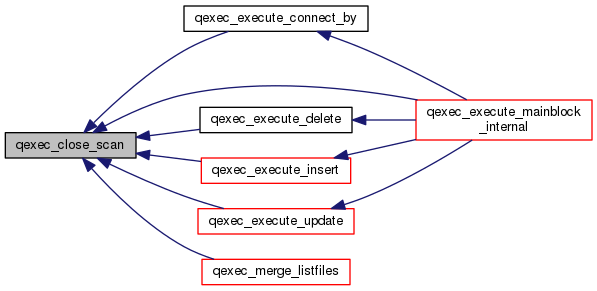 qexec_execute_connect_by
qexec_execute_mainblock
_internal
qexec_execute_delete
qexec_close_scan
qexec_execute_insert
qexec_execute_update
qexec_merge_listfiles